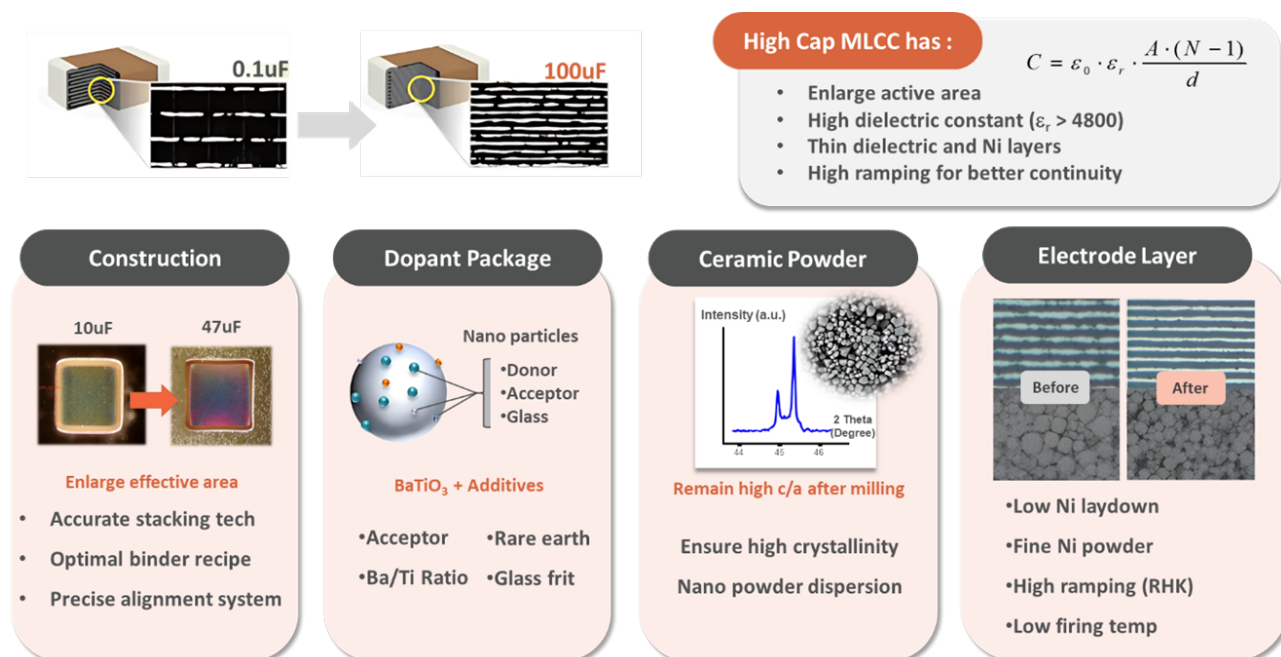 0.1uF
100uF
High Cap MLCC has :
C = ε₀ · εᵣ · A · (N − 1) / d
• Enlarge active area
• High dielectric constant (εᵣ > 4800)
• Thin dielectric and Ni layers
• High ramping for better continuity
Construction
10uF
47uF
Enlarge effective area
• Accurate stacking tech
• Optimal binder recipe
• Precise alignment system
Dopant Package
Nano particles
•Donor
•Acceptor
•Glass
BaTiO₃ + Additives
•Acceptor
•Rare earth
•Ba/Ti Ratio
•Glass frit
Ceramic Powder
Intensity (a.u.)
2 Theta
(Degree)
44 45 46
Remain high c/a after milling
Ensure high crystallinity
Nano powder dispersion
Electrode Layer
Before
After
•Low Ni laydown
•Fine Ni powder
•High ramping (RHK)
•Low firing temp